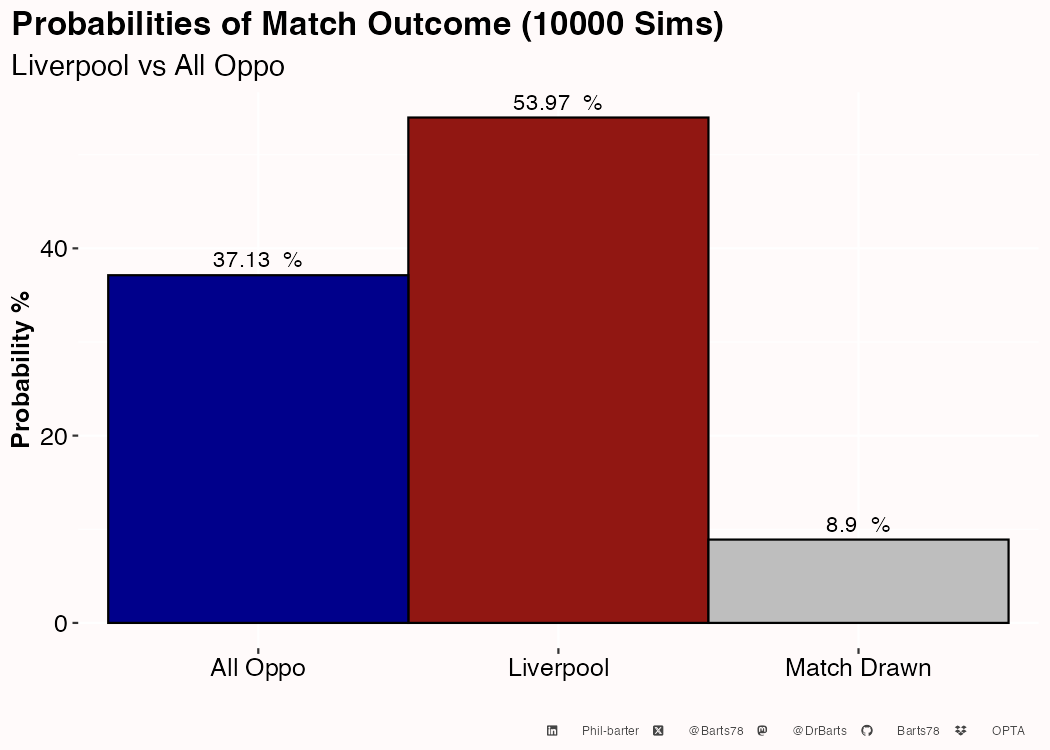 Probabilities of Match Outcome (10000 Sims)
Liverpool vs All Oppo
53.97 %
37.13 %
8.9 %
Probability %
40
20
0
All Oppo Liverpool Match Drawn
Phil-barter @Barts78 @DrBarts Barts78 OPTA